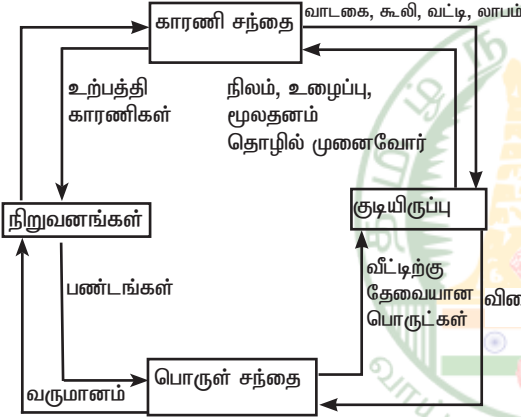 காரணி சந்தை
வாடகை, கூலி, வட்டி, லாபம்
உற்பத்தி
காரணிகள்
நிலம், உழைப்பு,
மூலதனம்
தொழில் முனைவோர்
நிறுவனங்கள்
குடியிருப்பு
பண்டங்கள்
வீட்டிற்கு
தேவையான
பொருட்கள்
வருமானம்
பொருள் சந்தை